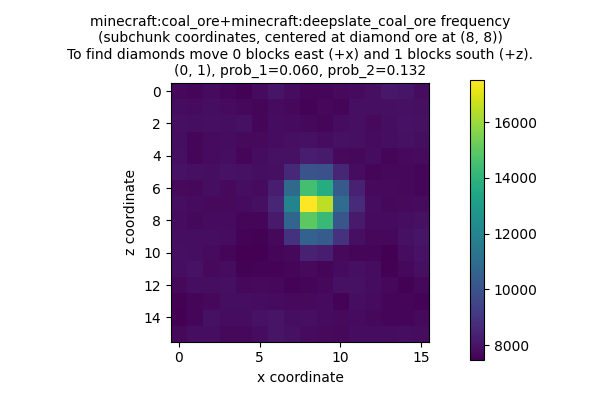 minecraft:coal_ore+minecraft:deepslate_coal_ore frequency
(subchunk coordinates, centered at diamond ore at (8, 8))
To find diamonds move 0 blocks east (+x) and 1 blocks south (+z).
(0, 1), prob_1=0.060, prob_2=0.132
0
2
4
6
8
10
12
14
z coordinate
0
5
10
15
x coordinate
16000
14000
12000
10000
8000